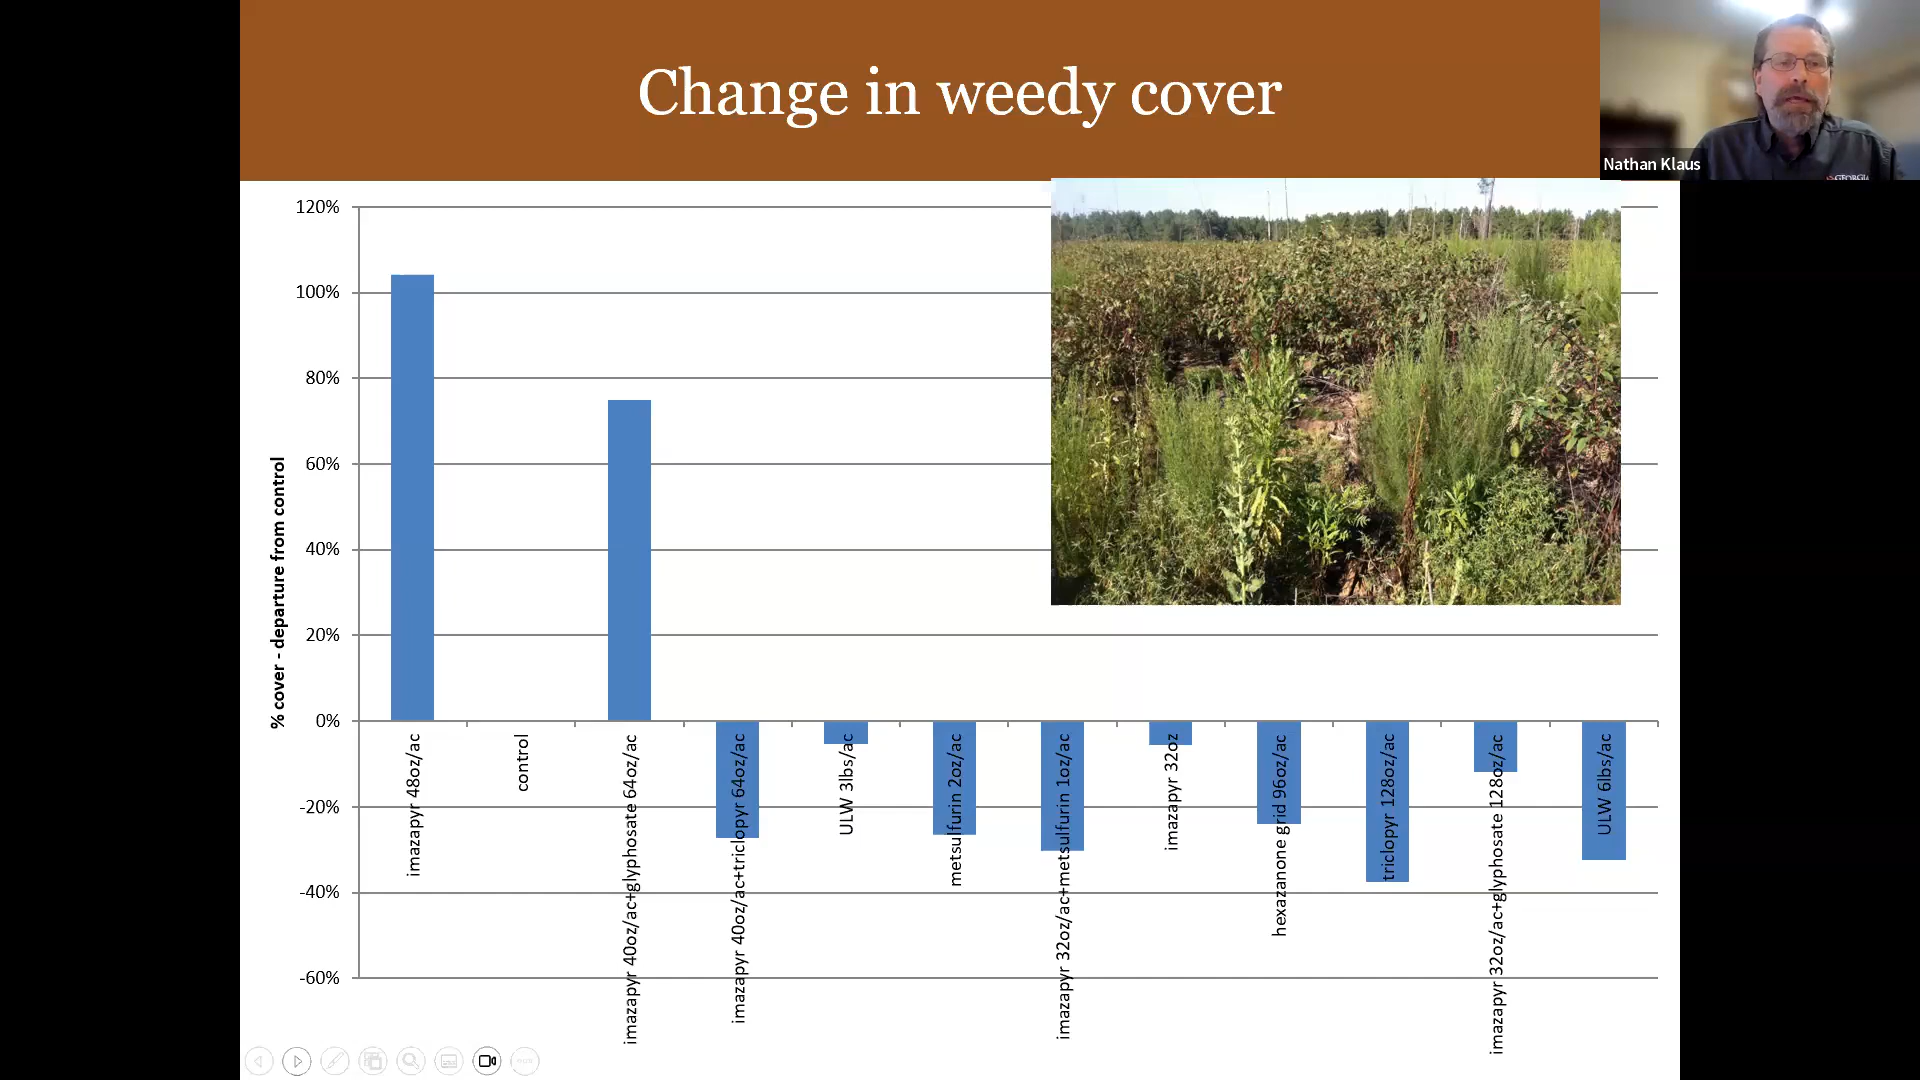 Change in weedy cover
Nathan Klaus
GEORGIA
% cover - departure from control
120%
100%
80%
60%
40%
20%
0%
-20%
-40%
-60%
imazapyr 48oz/ac
control
imazapyr 40oz/ac+glyphosate 64oz/ac
imazapyr 40oz/ac+triclopyr 64oz/ac
ULW 3lbs/ac
metsulfurin 2oz/ac
imazapyr 32oz/ac+metsulfurin 1oz/ac
imazapyr 32oz
hexazanone grid 96oz/ac
triclopyr 128oz/ac
imazapyr 32oz/ac+glyphosate 128oz/ac
ULW 6lbs/ac